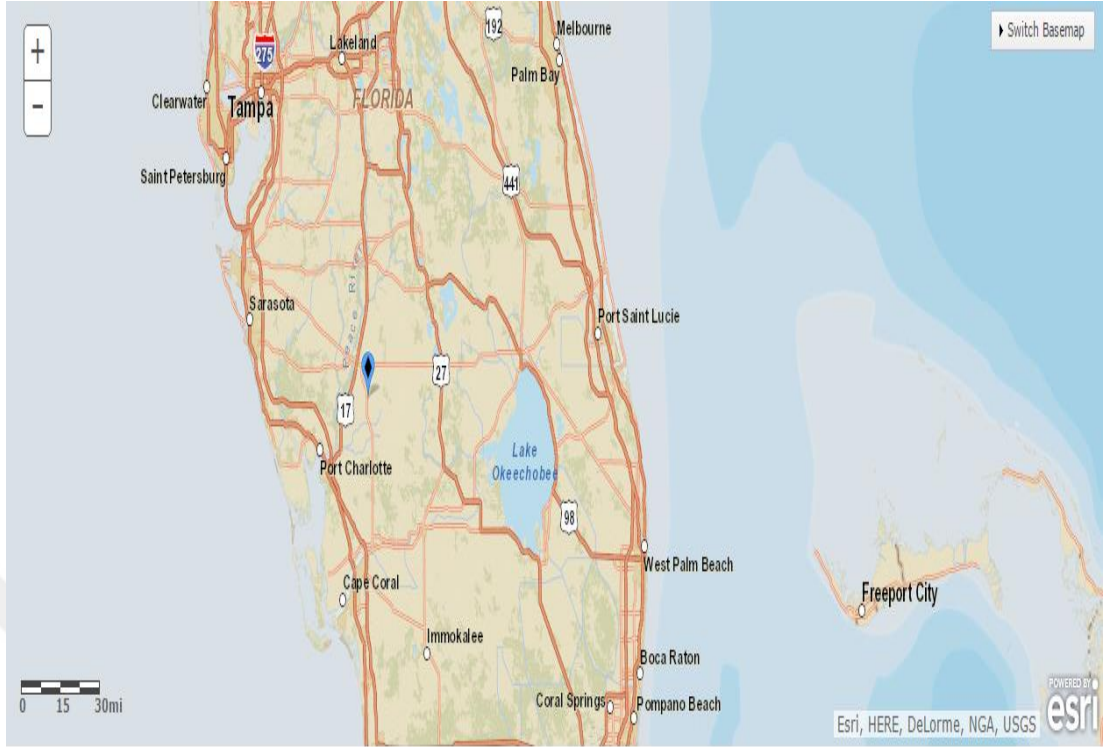 +
−
Switch Basemap
192
Melbourne
Lakeland
275
Palm Bay
Clearwater
Tampa
FLORIDA
Saint Petersburg
441
Peace River
Sarasota
Port Saint Lucie
27
17
Lake
Okeechobee
Port Charlotte
98
West Palm Beach
Cape Coral
Freeport City
Immokalee
Boca Raton
Coral Springs
Pompano Beach
0 15 30mi
POWERED BY
esri
Esri, HERE, DeLorme, NGA, USGS